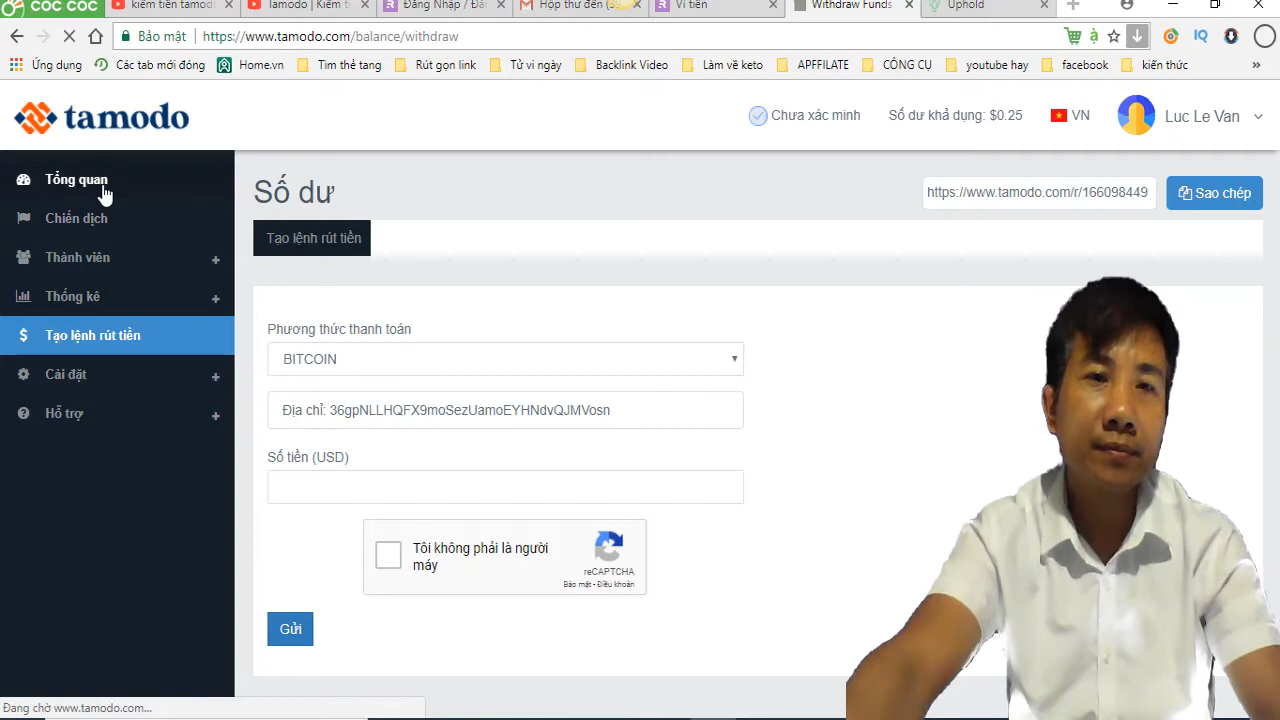 CỐC CỐC
kiếm tiền tamod
Tamodo | Kiếm t
Đăng Nhập / Đă
Hộp thư đến (
Ví tiền
Withdraw Funds
Uphold
Bảo mật
https://www.tamodo.com/balance/withdraw
Ứng dụng
Các tab mới đóng
Home.vn
Tim thẻ tang
Rút gọn link
Tử vi ngày
Backlink Video
Làm về keto
APFFILATE
CÔNG CỤ
youtube hay
facebook
kiến thức
tamodo
Chưa xác minh
Số dư khả dụng: $0.25
VN
Luc Le Van
Tổng quan
Chiến dịch
Thành viên
Thống kê
Tạo lệnh rút tiền
Cài đặt
Hỗ trợ
Số dư
https://www.tamodo.com/r/166098449
Sao chép
Tạo lệnh rút tiền
Phương thức thanh toán
BITCOIN
Địa chỉ: 36gpNLLHQFX9moSezUamoEYHNdvQJMVosn
Số tiền (USD)
Tôi không phải là người
máy
reCAPTCHA
Bảo mật - Điều khoản
Gửi
Đang chờ www.tamodo.com...